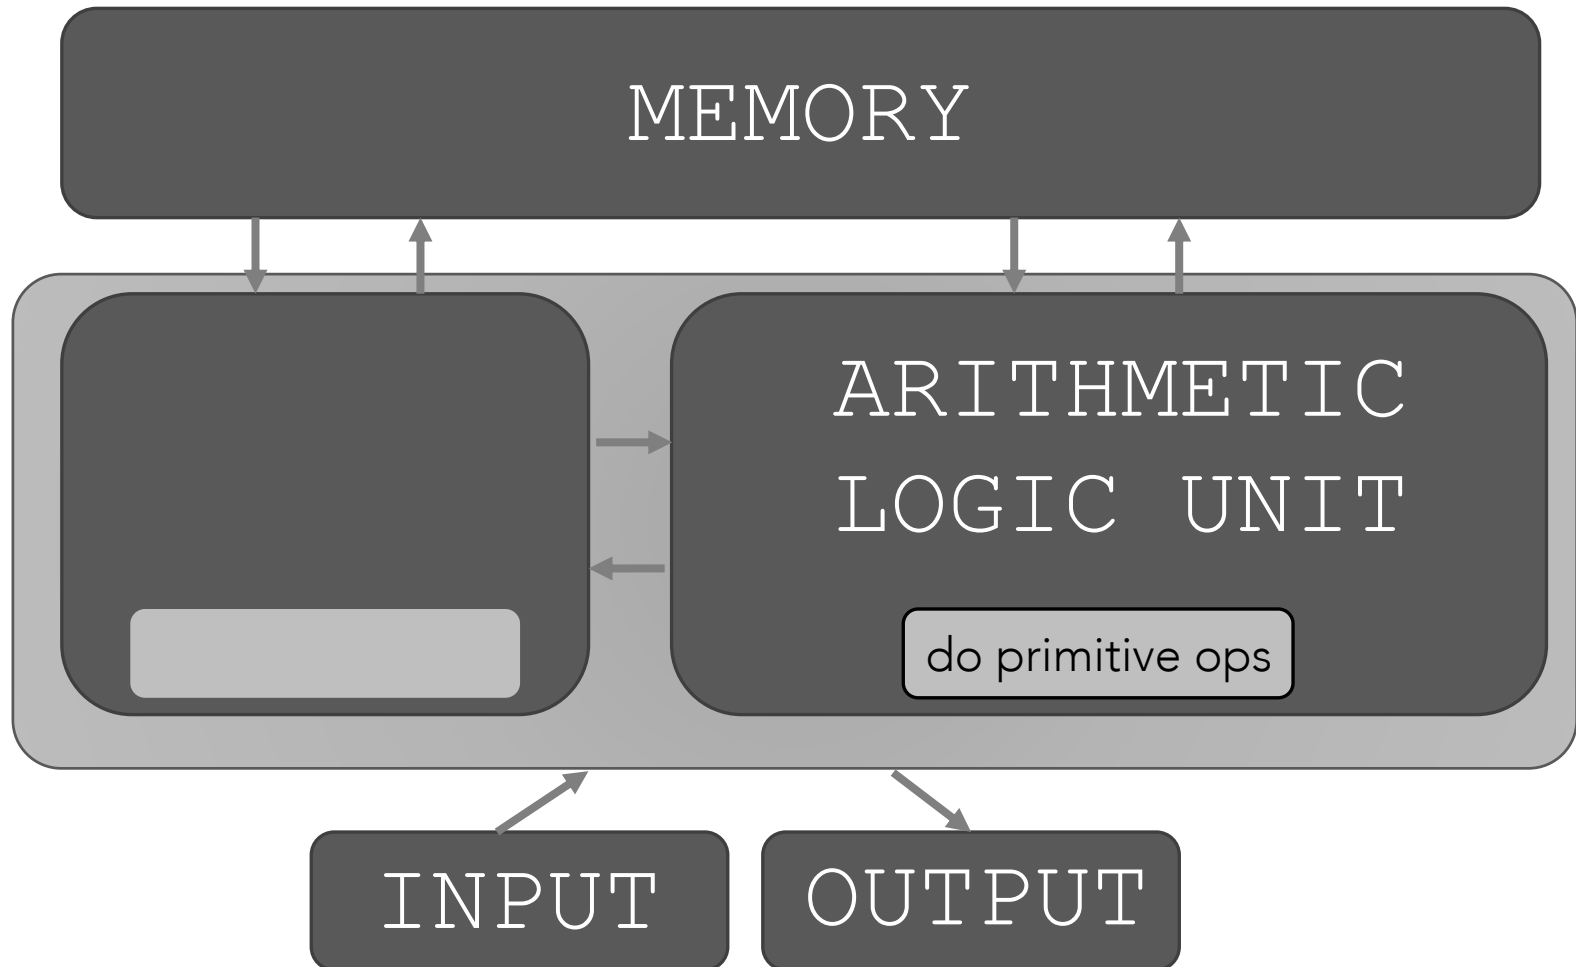 MEMORY
ARITHMETIC
LOGIC UNIT
do primitive ops
INPUT
OUTPUT